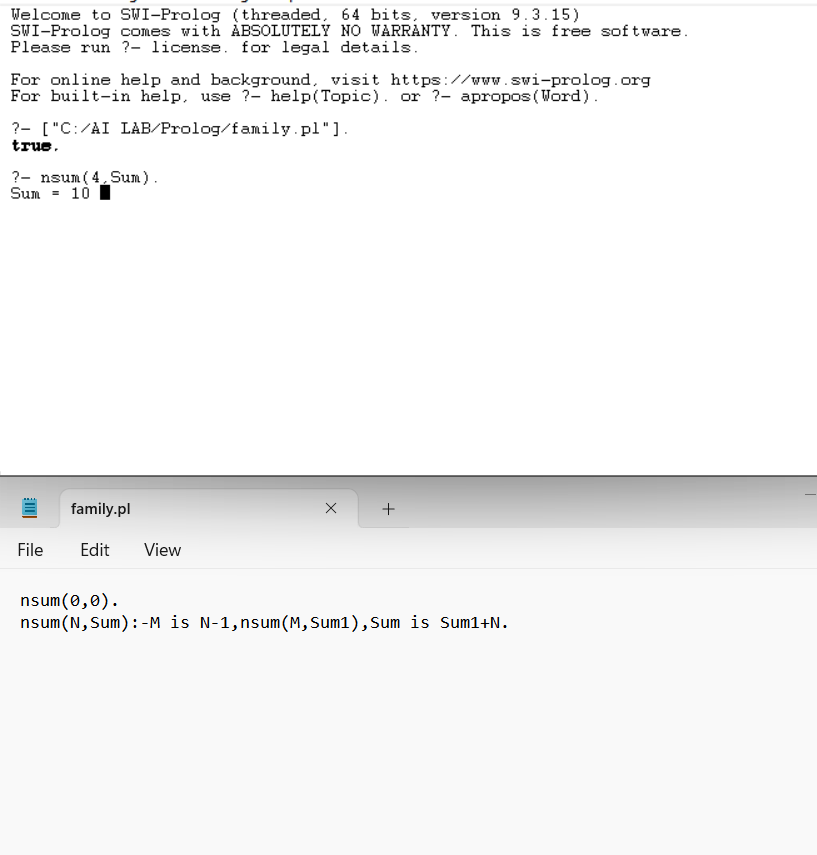 Welcome to SWI-Prolog (threaded, 64 bits, version 9.3.15)
SWI-Prolog comes with ABSOLUTELY NO WARRANTY. This is free software.
Please run ?- license. for legal details.
For online help and background, visit https://www.swi-prolog.org
For built-in help, use ?- help(Topic). or ?- apropos(Word).
?- ["C:/AI LAB/Prolog/family.pl"].
true.
?- nsum(4,Sum).
Sum = 10
family.pl
File Edit View
nsum(0,0).
nsum(N,Sum):-M is N-1,nsum(M,Sum1),Sum is Sum1+N.